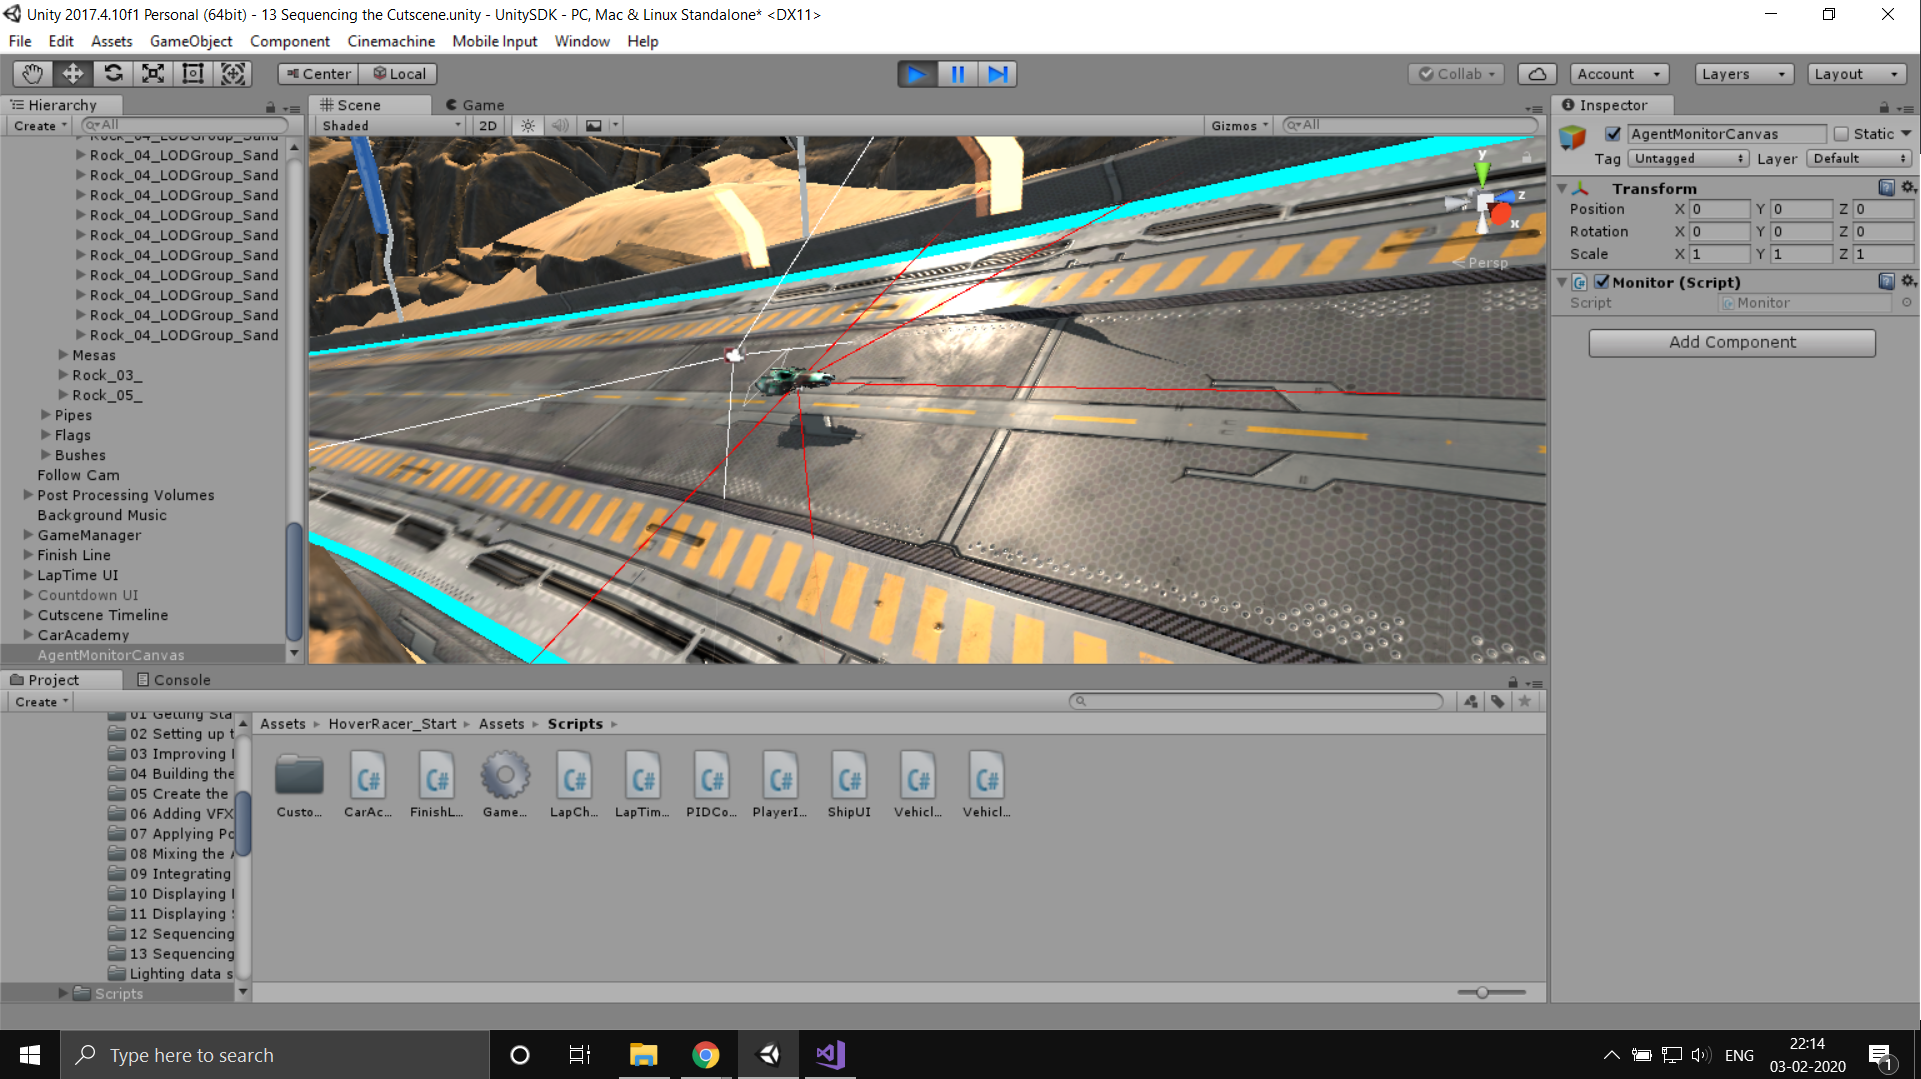 Unity 2017.4.10f1 Personal (64bit) - 13 Sequencing the Cutscene.unity - UnitySDK - PC, Mac & Linux Standalone* <DX11>
File Edit Assets GameObject Component Cinemachine Mobile Input Window Help
Center Local Collab Account Layers Layout
Hierarchy
Create All
Rock_04_LODGroup_Sand
Rock_04_LODGroup_Sand
Rock_04_LODGroup_Sand
Rock_04_LODGroup_Sand
Rock_04_LODGroup_Sand
Rock_04_LODGroup_Sand
Rock_04_LODGroup_Sand
Rock_04_LODGroup_Sand
Rock_04_LODGroup_Sand
Rock_04_LODGroup_Sand
Rock_04_LODGroup_Sand
Mesas
Rock_03_
Rock_05_
Pipes
Flags
Bushes
Follow Cam
Post Processing Volumes
Background Music
GameManager
Finish Line
LapTime UI
Countdown UI
Cutscene Timeline
CarAcademy
AgentMonitorCanvas
Scene Game
Shaded 2D Gizmos All
y
z
x
Persp
Inspector
AgentMonitorCanvas Static
Tag Untagged Layer Default
Transform
Position X 0 Y 0 Z 0
Rotation X 0 Y 0 Z 0
Scale X 1 Y 1 Z 1
Monitor (Script)
Script Monitor
Add Component
Project Console
Create
01 Getting Sta
02 Setting up t
03 Improving
04 Building the
05 Create the
06 Adding VFX
07 Applying Po
08 Mixing the
09 Integrating
10 Displaying
11 Displaying
12 Sequencing
13 Sequencing
Lighting data s
Scripts
Assets HoverRacer_Start Assets Scripts
C# C# C# C# C# C# C# C# C#
Custo... CarAc... FinishL... Game... LapCh... LapTim... PIDCo... PlayerI... ShipUI Vehicl... Vehicl...
Type here to search
ENG
22:14
03-02-2020
1